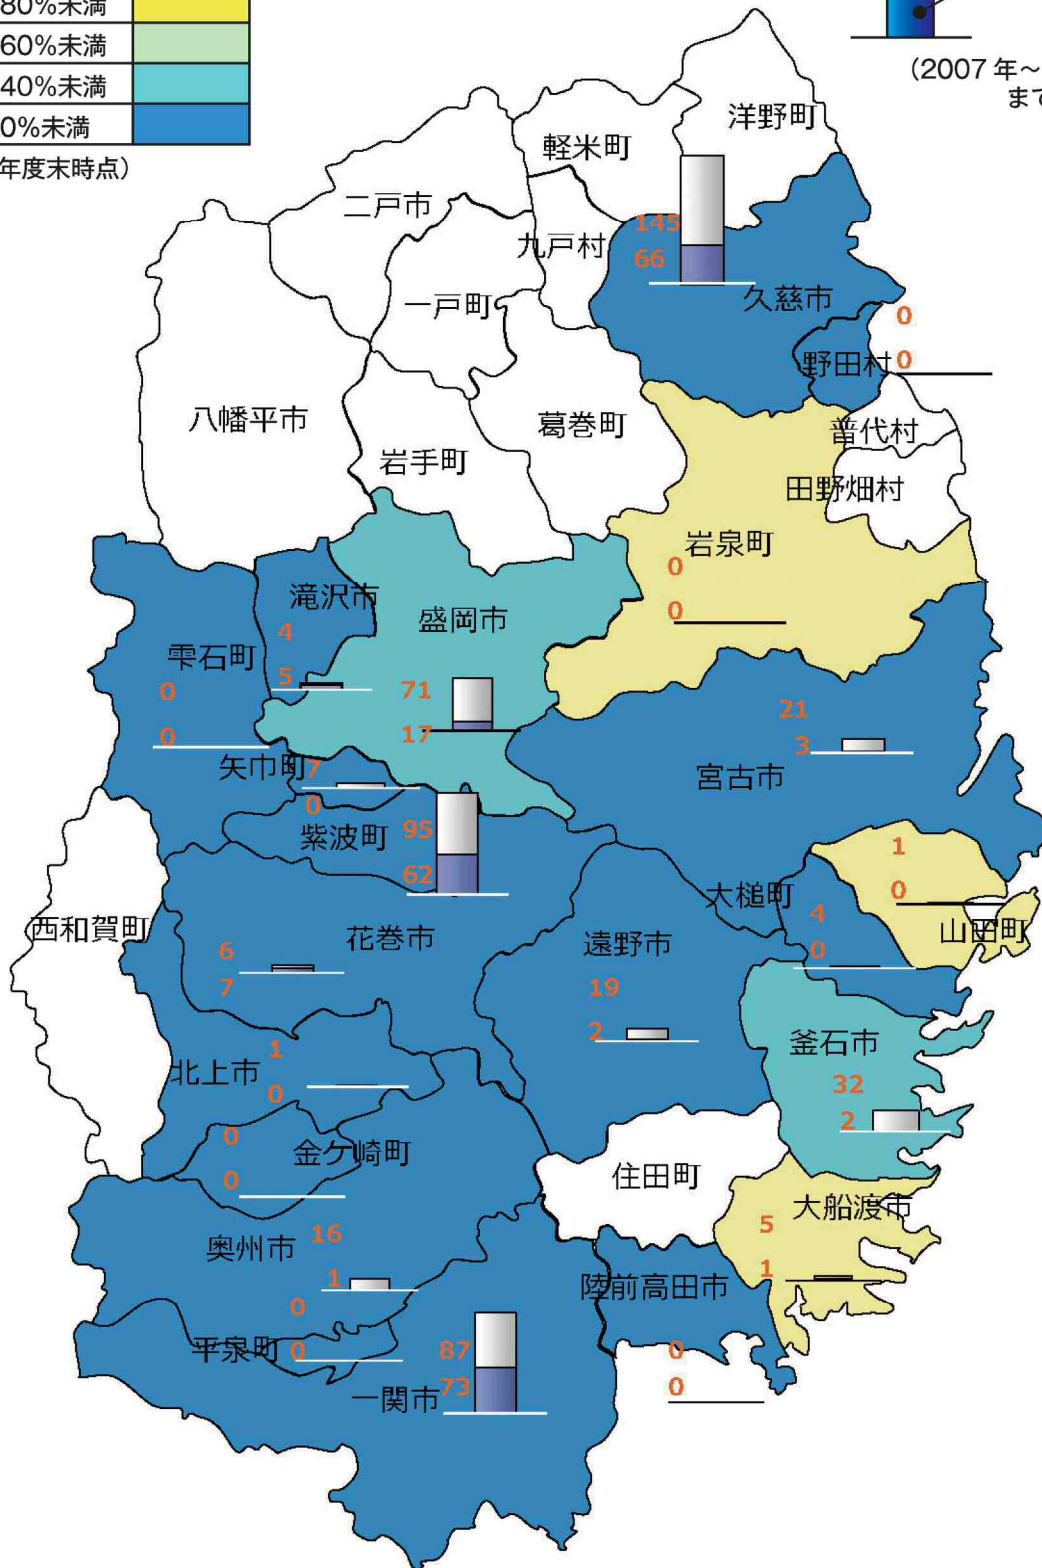 80%未満
60%未満
40%未満
0%未満
年度末時点）
（2007年～
まで
洋野町
軽米町
二戸市
九戸村
145
66
久慈市
一戸町
0
野田村
0
八幡平市
葛巻町
普代村
岩手町
田野畑村
岩泉町
0
0
滝沢市
4
5
盛岡市
71
17
雫石町
0
0
21
3
宮古市
矢巾町
7
0
紫波町
95
62
1
0
山田町
大槌町
4
0
西和賀町
花巻市
6
7
遠野市
19
2
釜石市
32
2
北上市
1
0
0
金ケ崎町
0
住田町
大船渡市
5
1
奥州市
16
1
陸前高田市
0
0
0
平泉町
0
87
一関市
73